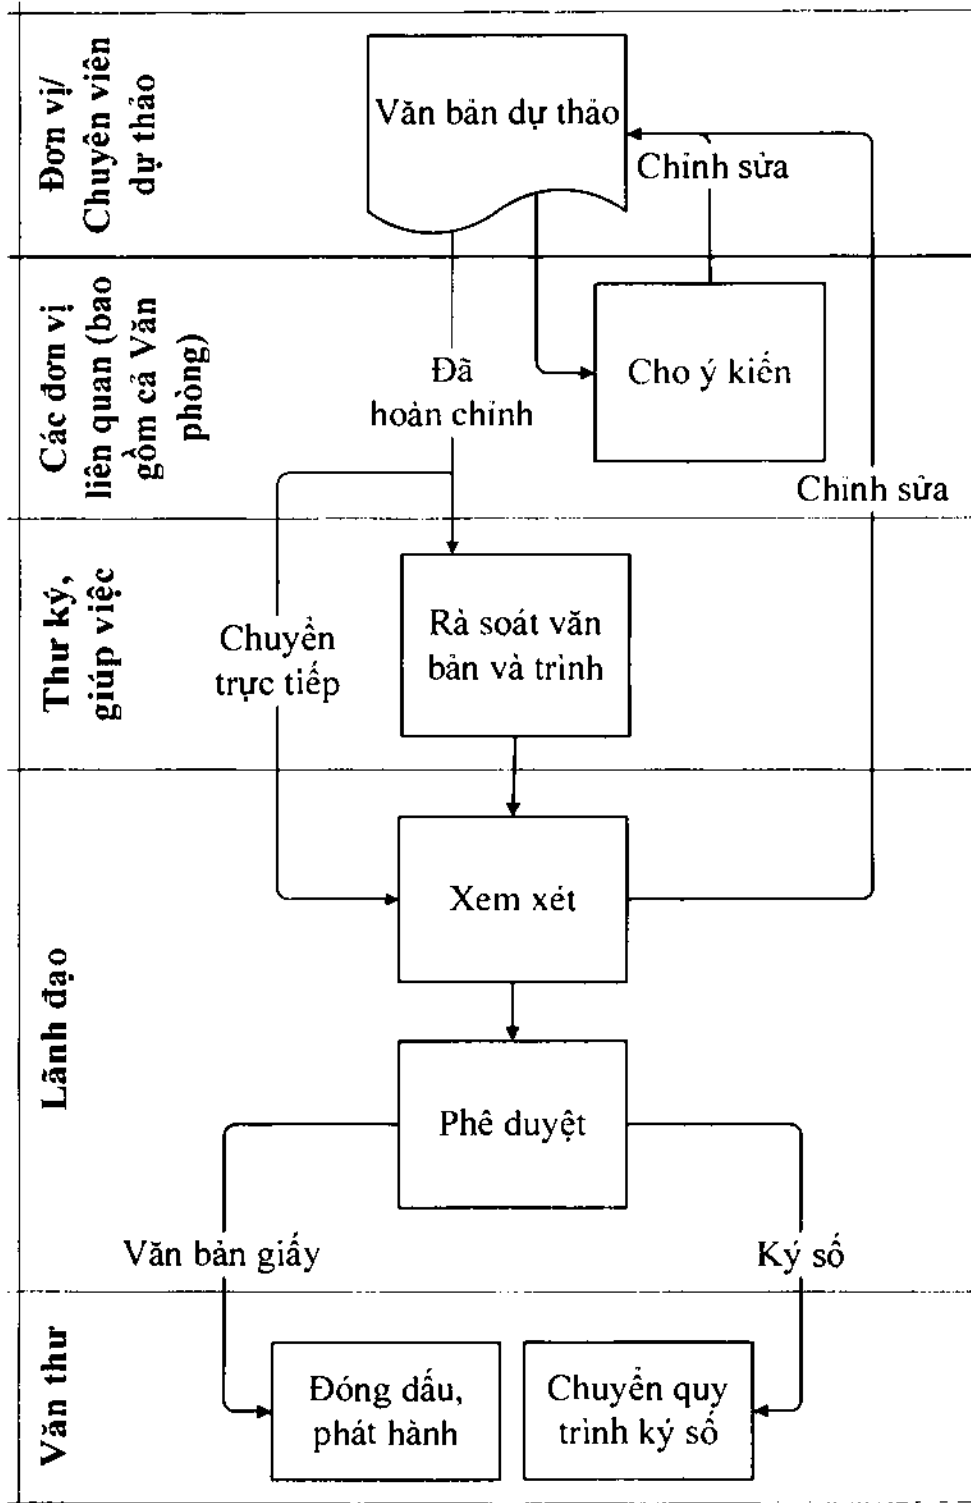 Đơn vị/
Chuyên viên
dự thảo
Văn bản dự thảo
Chỉnh sửa
Các đơn vị
liên quan (bao
gồm cả Văn
phòng)
Đã
hoàn chỉnh
Cho ý kiến
Chỉnh sửa
Thư ký,
giúp việc
Chuyển
trực tiếp
Rà soát văn
bản và trình
Lãnh đạo
Xem xét
Phê duyệt
Văn bản giấy
Ký số
Văn thư
Đóng dấu,
phát hành
Chuyển quy
trình ký số